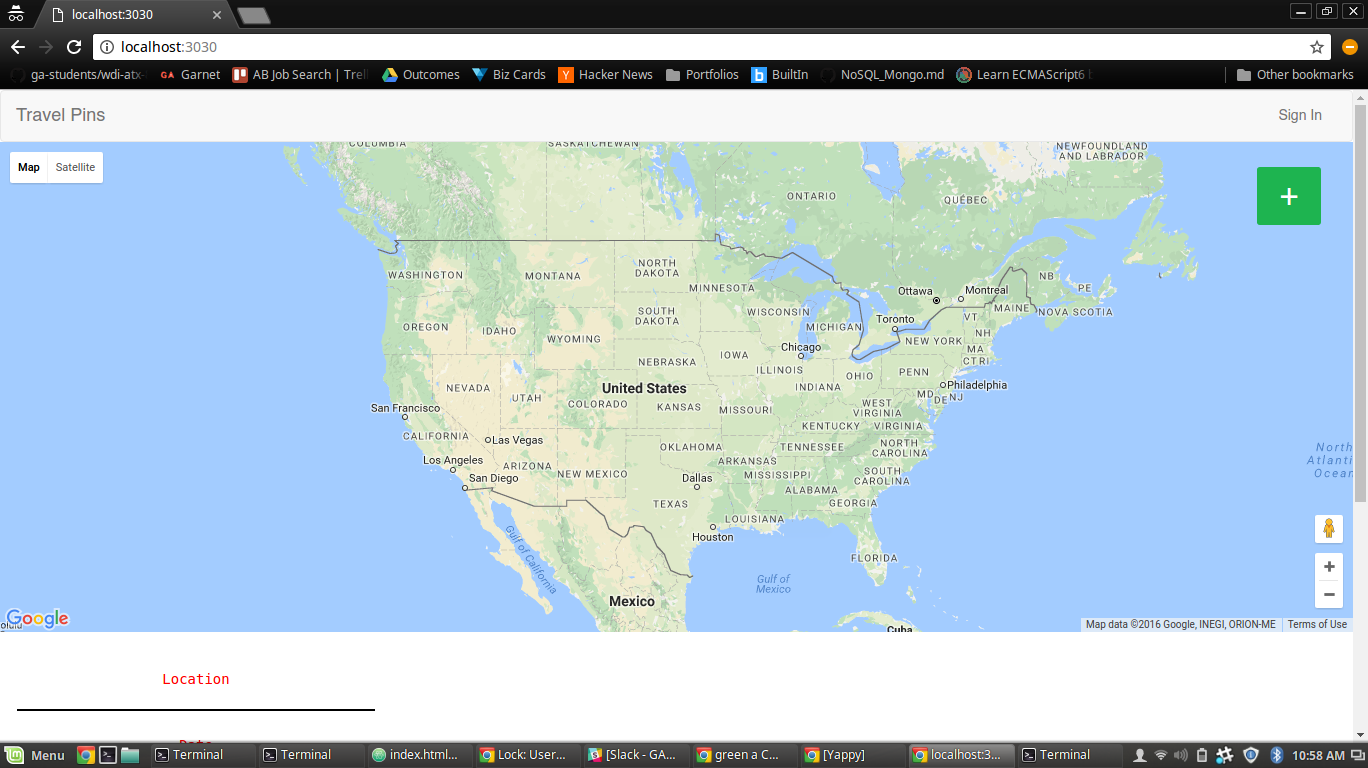 localhost:3030
localhost:3030
ga-students/wdi-atx-
Garnet
AB Job Search | Trell
Outcomes
Biz Cards
Hacker News
Portfolios
BuiltIn
NoSQL_Mongo.md
Learn ECMAScript6 b
Other bookmarks
Travel Pins
Sign In
Map
Satellite
COLUMBIA
SASKATCHEWAN
NEWFOUNDLAND
AND LABRADOR
ONTARIO
QUÉBEC
+
WASHINGTON
MONTANA
NORTH
DAKOTA
MINNESOTA
Ottawa
Montreal
NB
PE
MAINE
NOVA SCOTIA
OREGON
IDAHO
SOUTH
DAKOTA
WISCONSIN
MICHIGAN
Toronto
VT
NH
WYOMING
NEW YORK
MA
CT RI
Chicago
IOWA
NEBRASKA
ILLINOIS
INDIANA
OHIO
PENN
Philadelphia
MD
DE
NJ
NEVADA
UTAH
United States
COLORADO
KANSAS
MISSOURI
WEST
VIRGINIA
KENTUCKY
VIRGINIA
San Francisco
CALIFORNIA
Las Vegas
OKLAHOMA
TENNESSEE
NORTH
CAROLINA
Los Angeles
ARIZONA
NEW MEXICO
ARKANSAS
MISSISSIPPI
SOUTH
CAROLINA
San Diego
Dallas
TEXAS
ALABAMA
GEORGIA
LOUISIANA
Houston
FLORIDA
Gulf of California
Gulf of
Mexico
Mexico
Cuba
North
Atlanti
Ocean
Google
olulu
Map data ©2016 Google, INEGI, ORION-ME
Terms of Use
Location
Date
Menu
Terminal
Terminal
index.html...
Lock: User...
[Slack - GA...
green a C...
[Yappy]
localhost:3...
Terminal
10:58 AM